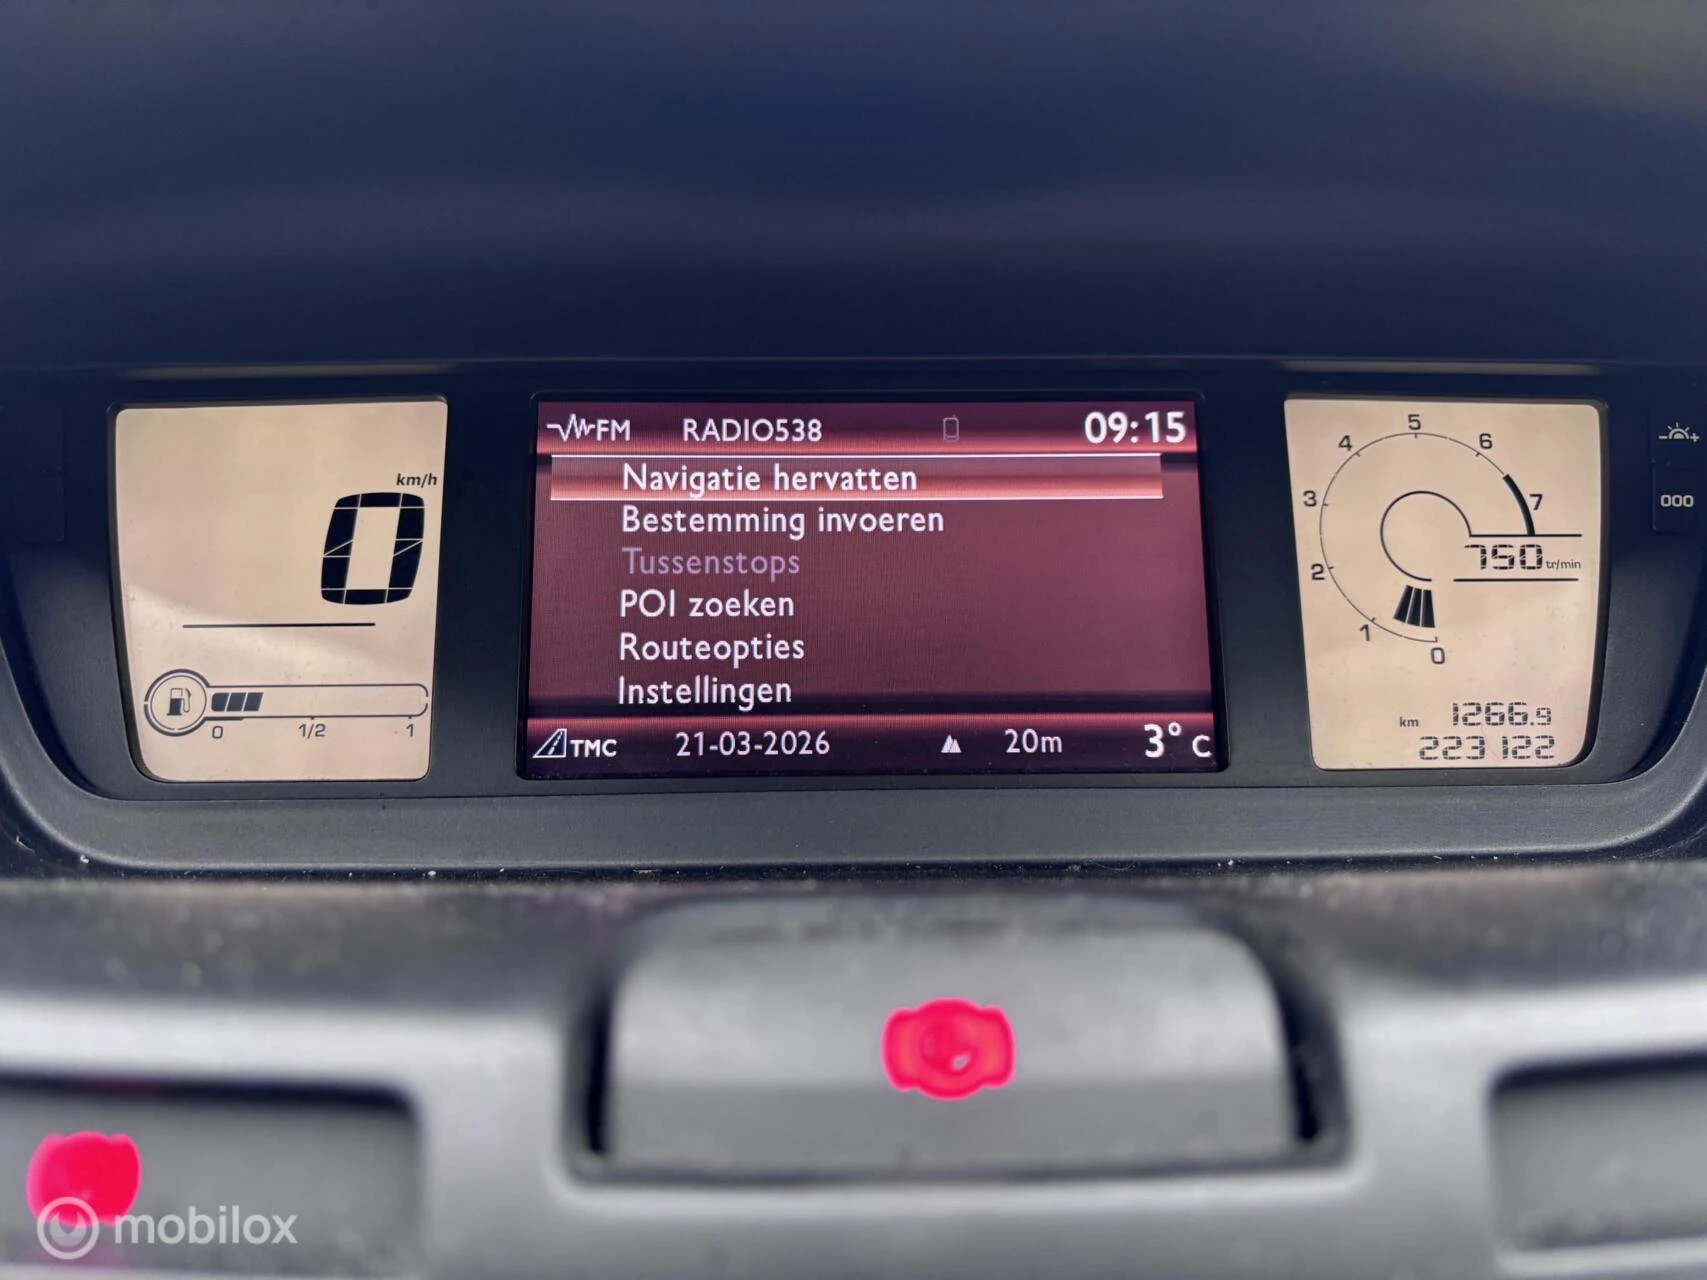 FM RADIO538 09:15
Navigatie hervatten
Bestemming invoeren
Tussenstops
POI zoeken
Routeopties
Instellingen
TMC 21-03-2026 20m 3° C
km/h
0
0 1/2 1
0 1 2 3 4 5 6 7
750 tr/min
km 1266.9
223 122
000
mobilox